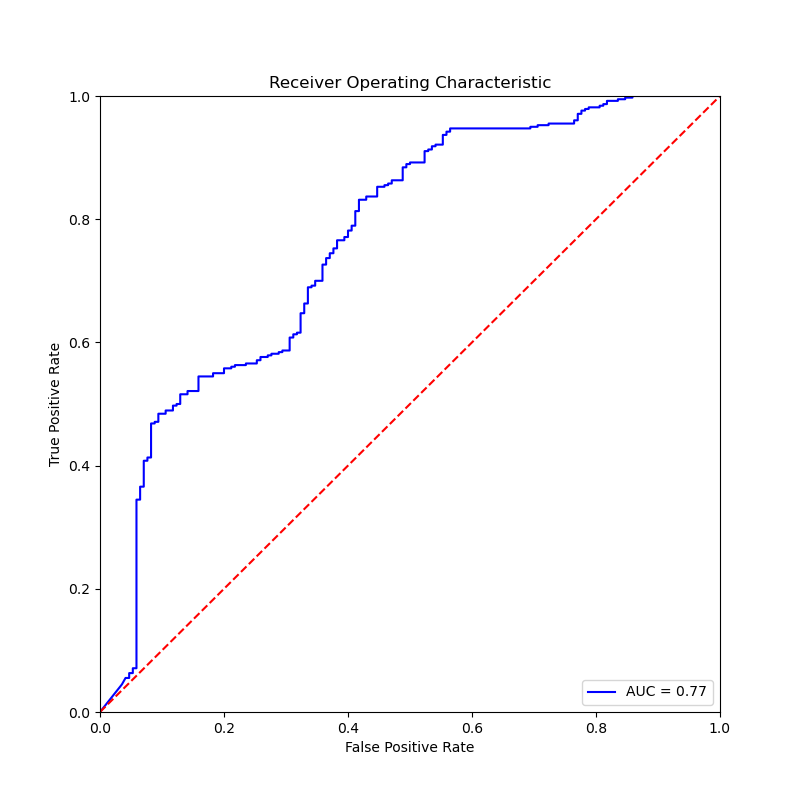 Receiver Operating Characteristic
True Positive Rate
1.0
0.8
0.6
0.4
0.2
0.0
AUC = 0.77
0.0 0.2 0.4 0.6 0.8 1.0
False Positive Rate